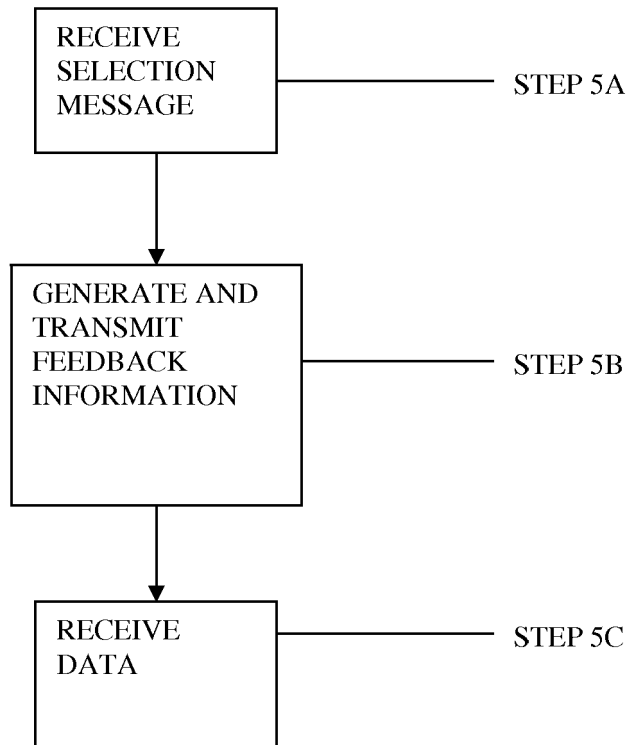 RECEIVE
SELECTION
MESSAGE
STEP 5A
GENERATE AND
TRANSMIT
FEEDBACK
INFORMATION
STEP 5B
RECEIVE
DATA
STEP 5C